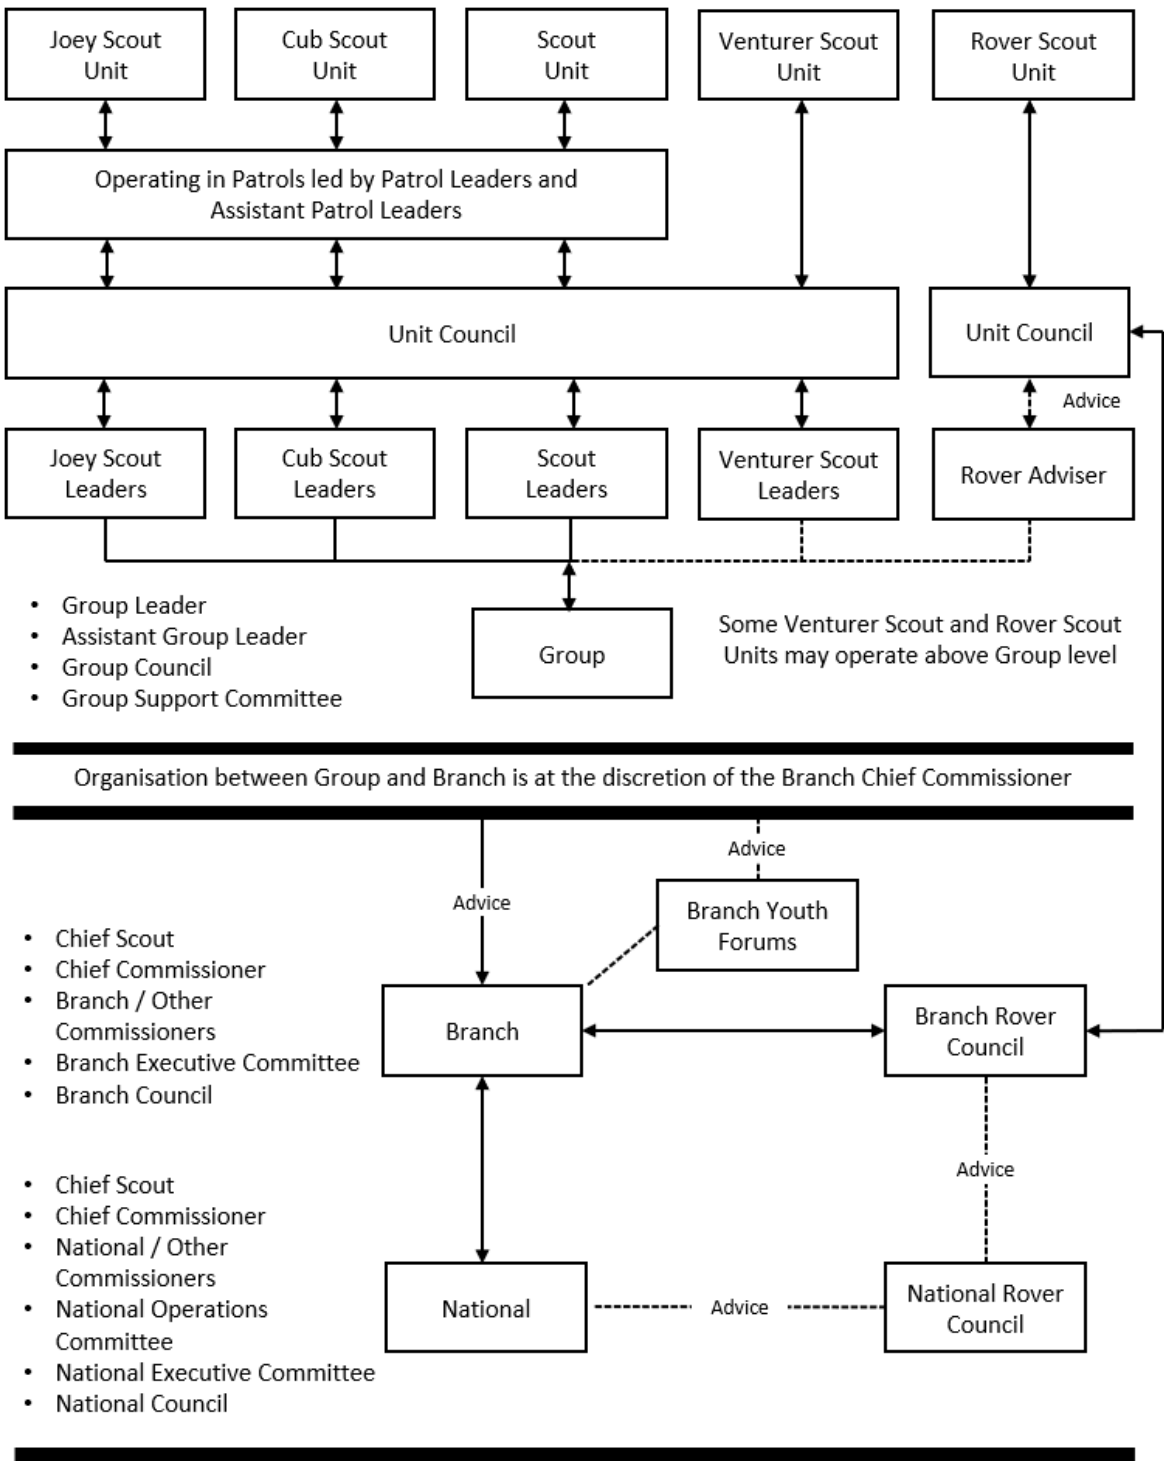 Joey Scout
Unit
Cub Scout
Unit
Scout
Unit
Venturer Scout
Unit
Rover Scout
Unit
Operating in Patrols led by Patrol Leaders and
Assistant Patrol Leaders
Unit Council
Unit Council
Advice
Joey Scout
Leaders
Cub Scout
Leaders
Scout
Leaders
Venturer Scout
Leaders
Rover Adviser
• Group Leader
• Assistant Group Leader
• Group Council
• Group Support Committee
Group
Some Venturer Scout and Rover Scout
Units may operate above Group level
Organisation between Group and Branch is at the discretion of the Branch Chief Commissioner
Advice
Advice
Branch Youth
Forums
• Chief Scout
• Chief Commissioner
• Branch / Other
Commissioners
• Branch Executive Committee
• Branch Council
Branch
Branch Rover
Council
Advice
• Chief Scout
• Chief Commissioner
• National / Other
Commissioners
• National Operations
Committee
• National Executive Committee
• National Council
National
Advice
National Rover
Council